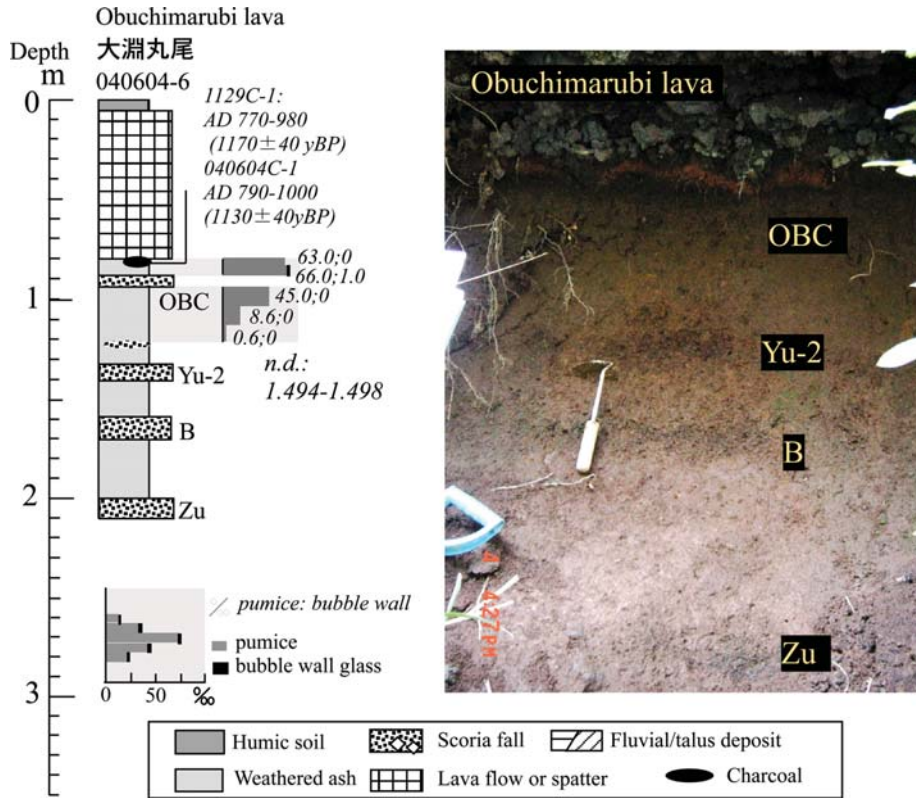 Obuchimarubi lava
大淵丸尾
Depth
m
040604-6
0
1
2
3
1129C-1:
AD 770-980
(1170±40 yBP)
040604C-1
AD 790-1000
(1130±40yBP)
63.0;0
66.0;1.0
OBC
45.0;0
8.6;0
0.6;0
n.d.:
1.494-1.498
Yu-2
B
Zu
‰ pumice: bubble wall
pumice
bubble wall glass
0 50 ‰
Obuchimarubi lava
OBC
Yu-2
B
Zu
4 4:27 PM
Humic soil
Scoria fall
Fluvial/talus deposit
Weathered ash
Lava flow or spatter
Charcoal